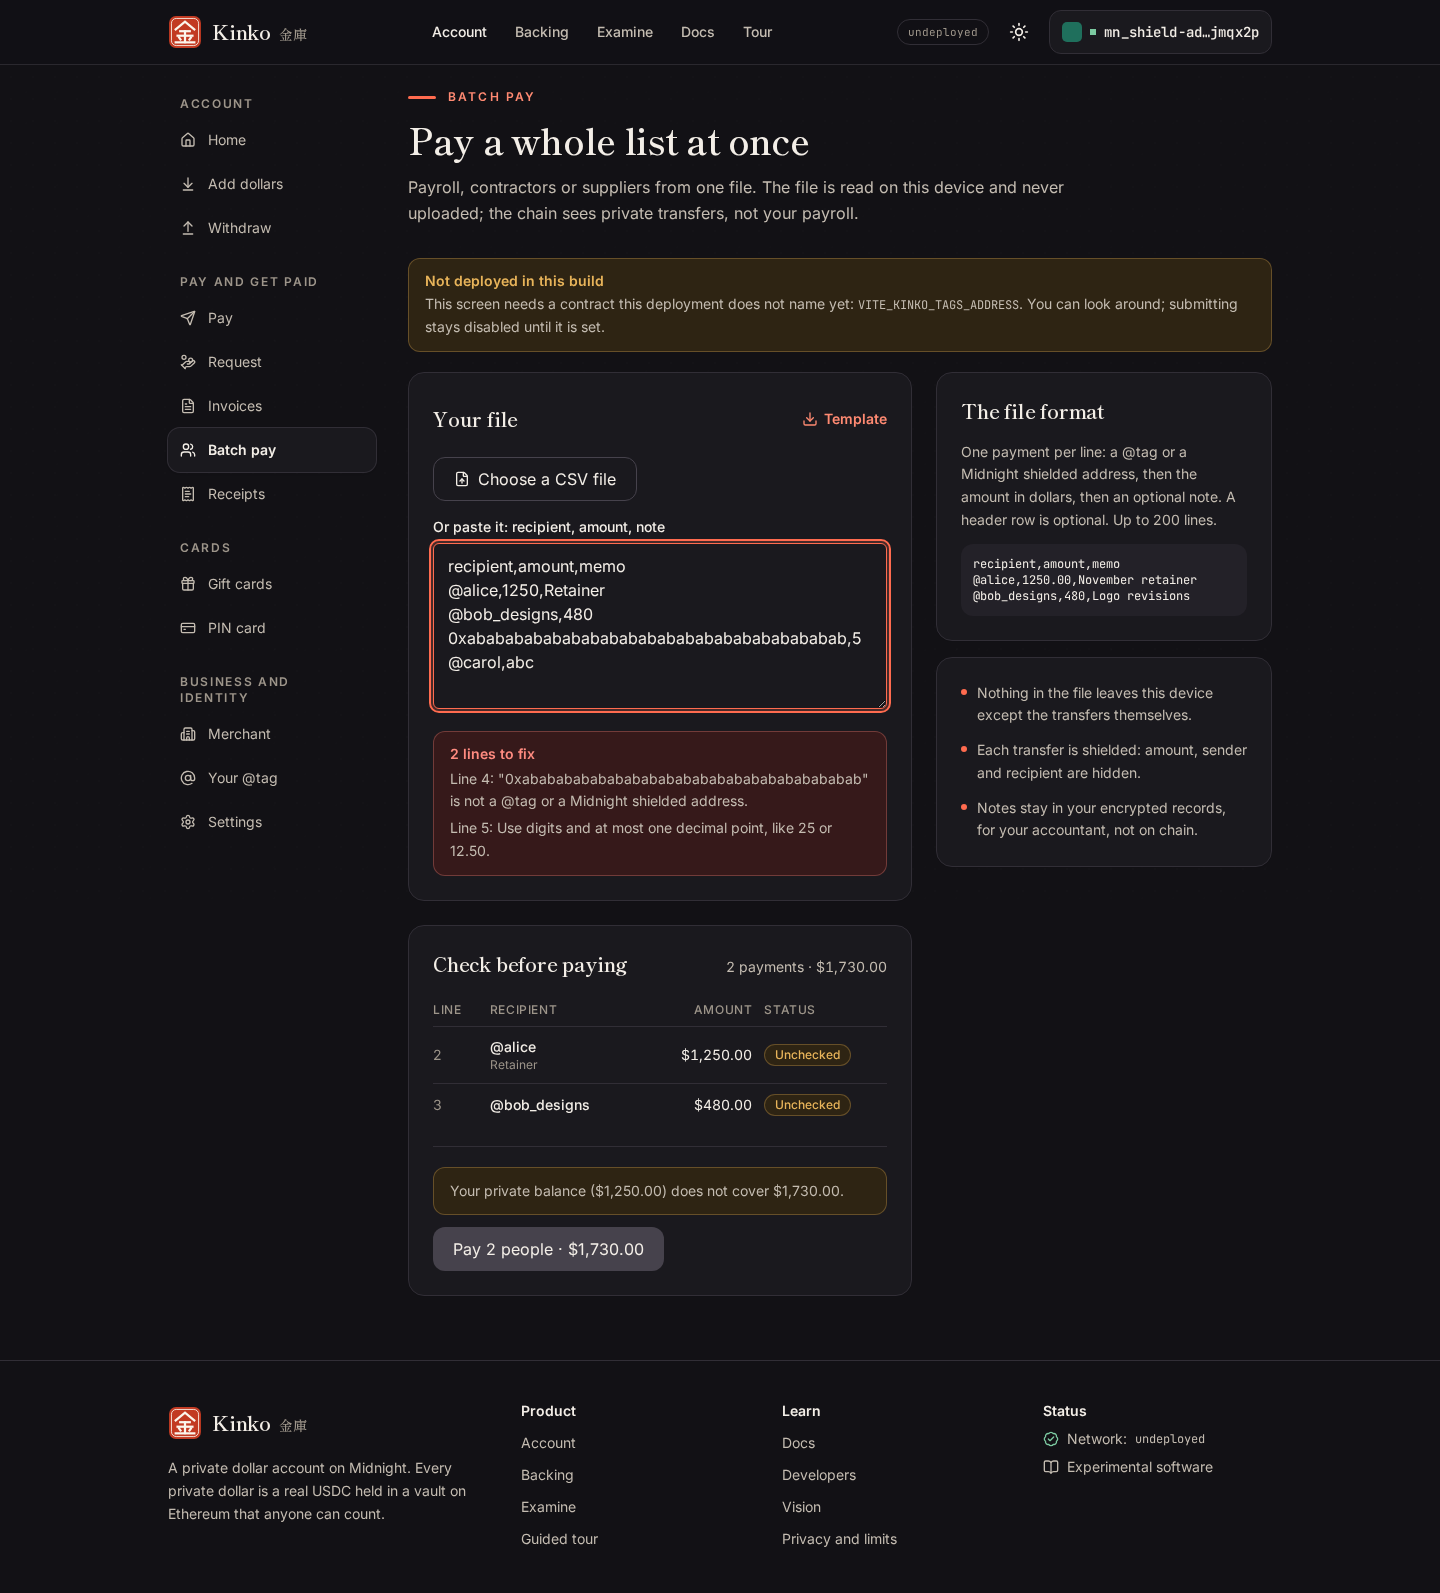 Kinko 金庫
Account
Backing
Examine
Docs
Tour
undeployed
mn_shield-ad…jmqx2p
ACCOUNT
Home
Add dollars
Withdraw
PAY AND GET PAID
Pay
Request
Invoices
Batch pay
Receipts
CARDS
Gift cards
PIN card
BUSINESS AND
IDENTITY
Merchant
Your @tag
Settings
BATCH PAY
Pay a whole list at once
Payroll, contractors or suppliers from one file. The file is read on this device and never
uploaded; the chain sees private transfers, not your payroll.
Not deployed in this build
This screen needs a contract this deployment does not name yet: VITE_KINKO_TAGS_ADDRESS. You can look around; submitting
stays disabled until it is set.
Your file
Template
Choose a CSV file
Or paste it: recipient, amount, note
recipient,amount,memo
@alice,1250,Retainer
@bob_designs,480
0xabababababababababababababababababababab,5
@carol,abc
2 lines to fix
Line 4: "0xabababababababababababababababababababab"
is not a @tag or a Midnight shielded address.
Line 5: Use digits and at most one decimal point, like 25 or
12.50.
The file format
One payment per line: a @tag or a
Midnight shielded address, then the
amount in dollars, then an optional note. A
header row is optional. Up to 200 lines.
recipient,amount,memo
@alice,1250.00,November retainer
@bob_designs,480,Logo revisions
Nothing in the file leaves this device
except the transfers themselves.
Each transfer is shielded: amount, sender
and recipient are hidden.
Notes stay in your encrypted records,
for your accountant, not on chain.
Check before paying
2 payments · $1,730.00
LINE RECIPIENT AMOUNT STATUS
2 @alice $1,250.00 Unchecked
Retainer
3 @bob_designs $480.00 Unchecked
Your private balance ($1,250.00) does not cover $1,730.00.
Pay 2 people · $1,730.00
Kinko 金庫
A private dollar account on Midnight. Every
private dollar is a real USDC held in a vault on
Ethereum that anyone can count.
Product
Account
Backing
Examine
Guided tour
Learn
Docs
Developers
Vision
Privacy and limits
Status
Network: undeployed
Experimental software